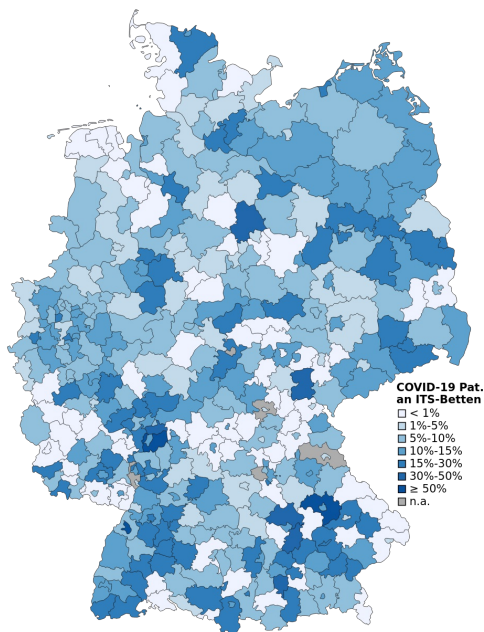 COVID-19 Pat.
an ITS-Betten
< 1%
1%-5%
5%-10%
10%-15%
15%-30%
30%-50%
≥ 50%
n.a.